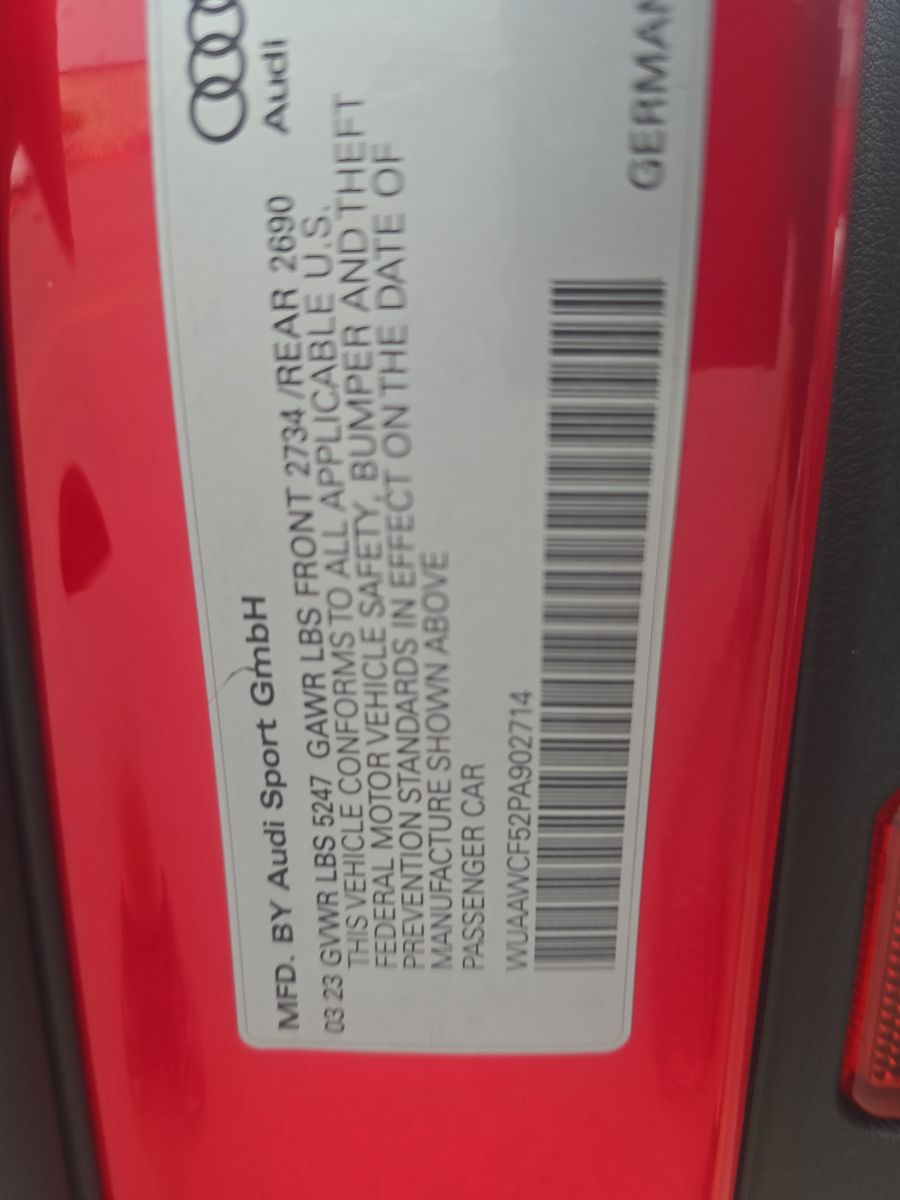 Audi
MFD. BY Audi Sport GmbH
03 23 GVWR LBS 5247 GAWR LBS FRONT 2734 /REAR 2690
THIS VEHICLE CONFORMS TO ALL APPLICABLE U.S.
FEDERAL MOTOR VEHICLE SAFETY, BUMPER AND THEFT
PREVENTION STANDARDS IN EFFECT ON THE DATE OF
MANUFACTURE SHOWN ABOVE
PASSENGER CAR
WUAAWCF52PA902714
GERMAN